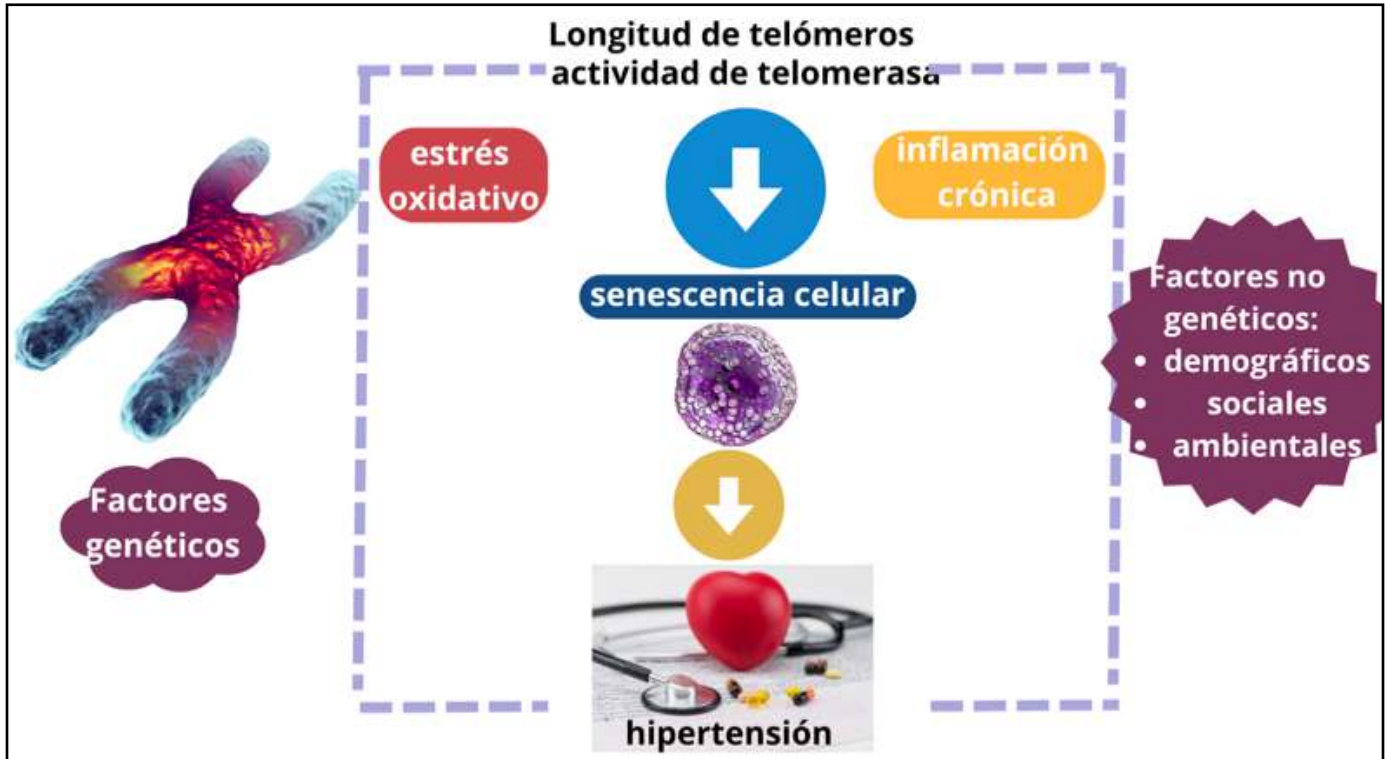 Longitud de telómeros
actividad de telomerasa
estrés
oxidativo
inflamación
crónica
senescencia celular
Factores no
genéticos:
• demográficos
• sociales
• ambientales
Factores
genéticos
hipertensión